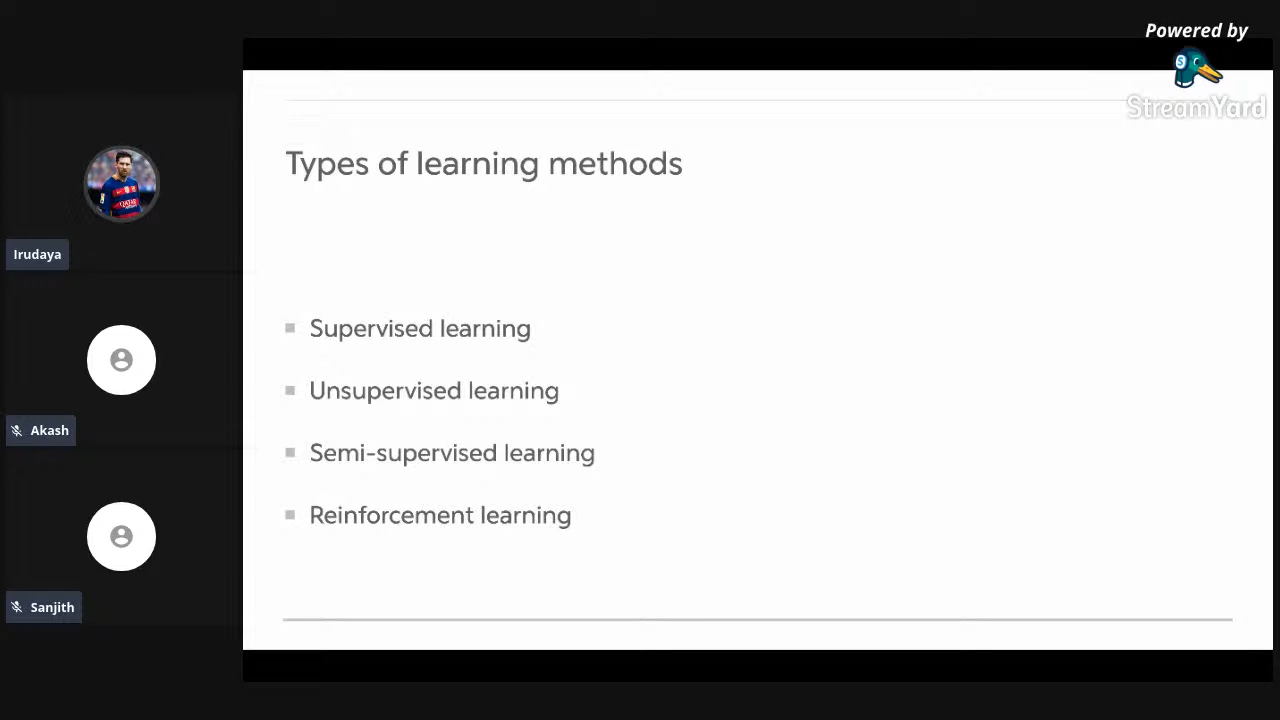 Powered by
StreamYard
Types of learning methods
Supervised learning
Unsupervised learning
Semi-supervised learning
Reinforcement learning
Irudaya
Akash
Sanjith